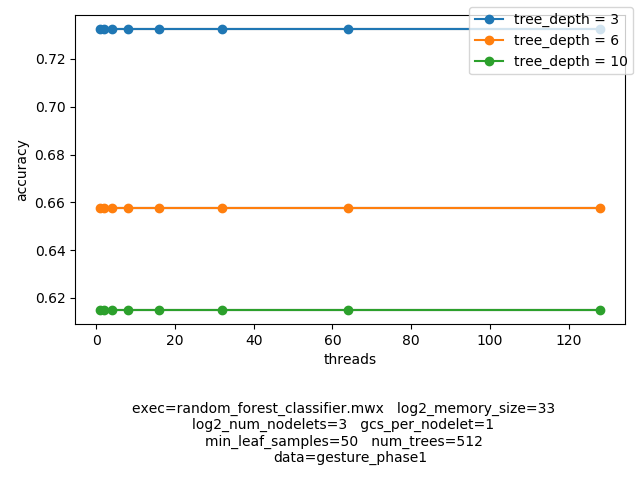 tree_depth = 3
tree_depth = 6
tree_depth = 10
accuracy
0.72
0.70
0.68
0.66
0.64
0.62
0 20 40 60 80 100 120
threads
exec=random_forest_classifier.mwx log2_memory_size=33
log2_num_nodelets=3 gcs_per_nodelet=1
min_leaf_samples=50 num_trees=512
data=gesture_phase1